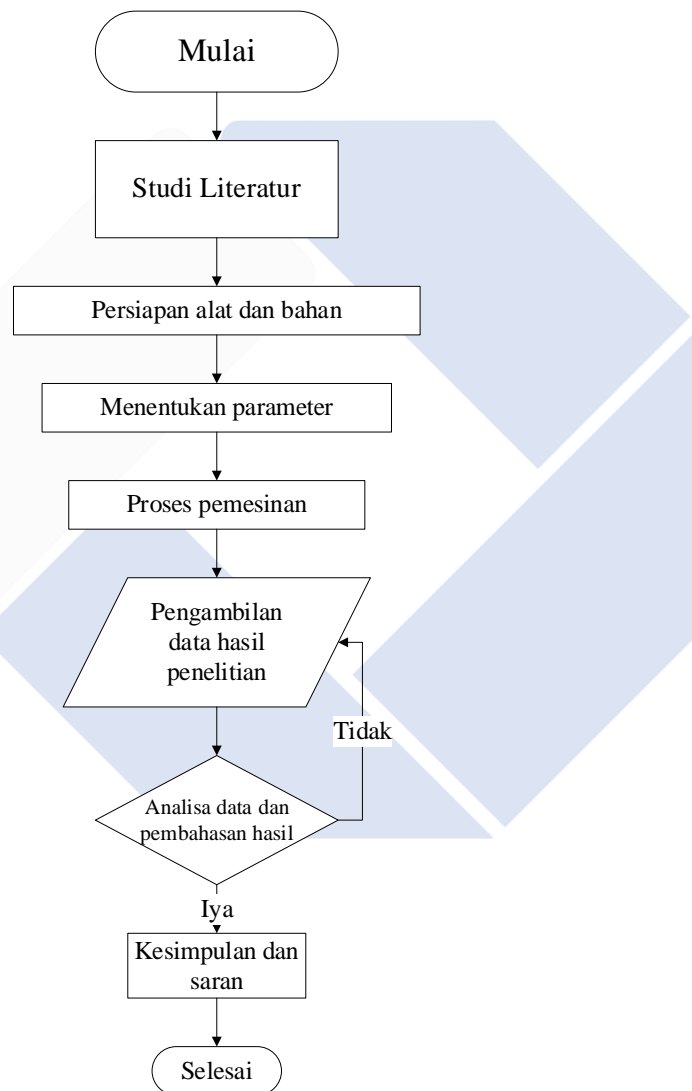 Mulai
Studi Literatur
Persiapan alat dan bahan
Menentukan parameter
Proses pemesinan
Pengambilan
data hasil
penelitian
Tidak
Analisa data dan
pembahasan hasil
Iya
Kesimpulan dan
saran
Selesai